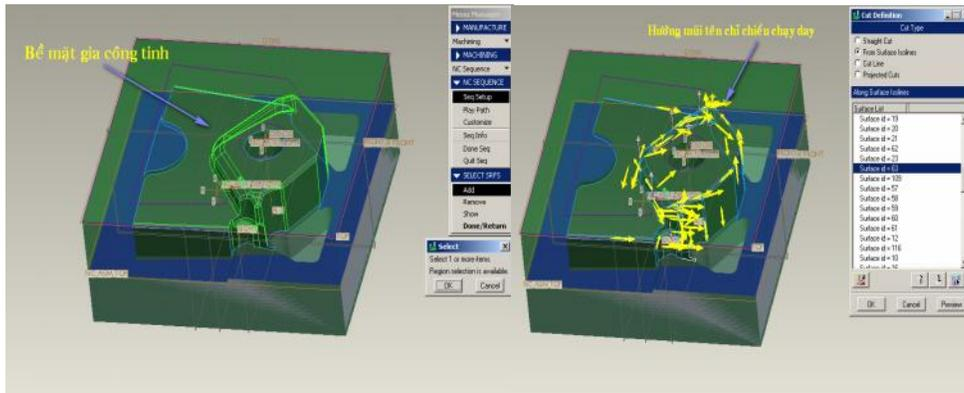 Bề mặt gia công tinh
Menu Manager
MANUFACTURE
Machining
MACHINING
NC Sequence
NC SEQUENCE
Seq Setup
Play Path
Customize
Seq Info
Done Seq
Quit Seq
SELECT SRFS
Add
Remove
Show
Done/Return
Select
Select 1 or more items.
Region selection is available.
OK
Cancel
NC_ASM_TOP
Hướng mũi tên chỉ chiều chạy day
Cut Definition
Cut Type
Straight Cut
From Surface Isolines
Cut Line
Projected Cuts
Along Surface Isolines
Surface List
Surface id = 19
Surface id = 20
Surface id = 21
Surface id = 62
Surface id = 23
Surface id = 63
Surface id = 109
Surface id = 57
Surface id = 58
Surface id = 59
Surface id = 60
Surface id = 61
Surface id = 12
Surface id = 116
Surface id = 10
OK
Cancel
Preview